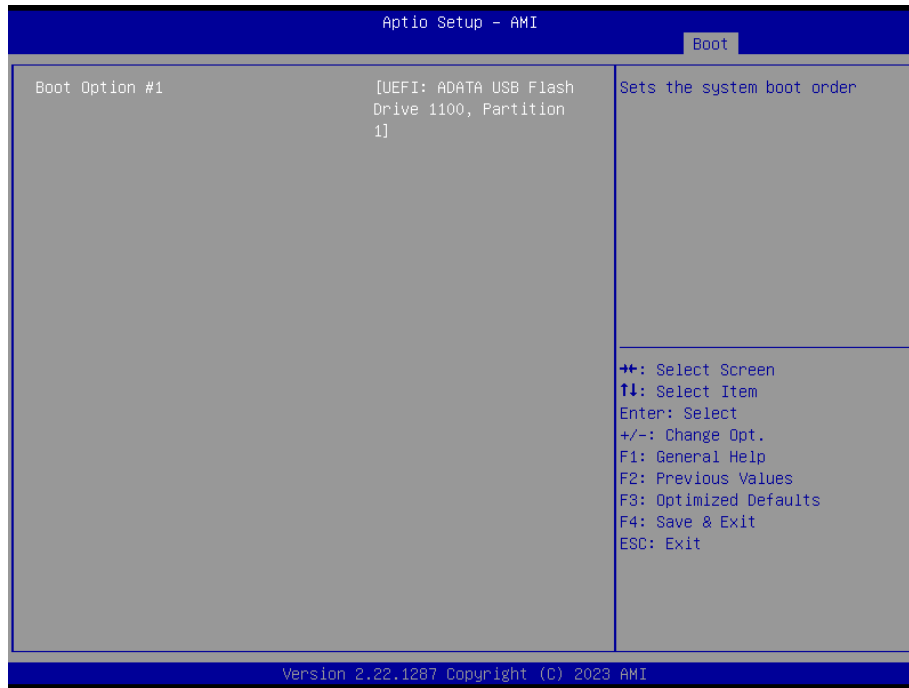 Aptio Setup – AMI
Boot
Boot Option #1
[UEFI: ADATA USB Flash
Drive 1100, Partition
1]
Sets the system boot order
→←: Select Screen
↑↓: Select Item
Enter: Select
+/-: Change Opt.
F1: General Help
F2: Previous Values
F3: Optimized Defaults
F4: Save & Exit
ESC: Exit
Version 2.22.1287 Copyright (C) 2023 AMI